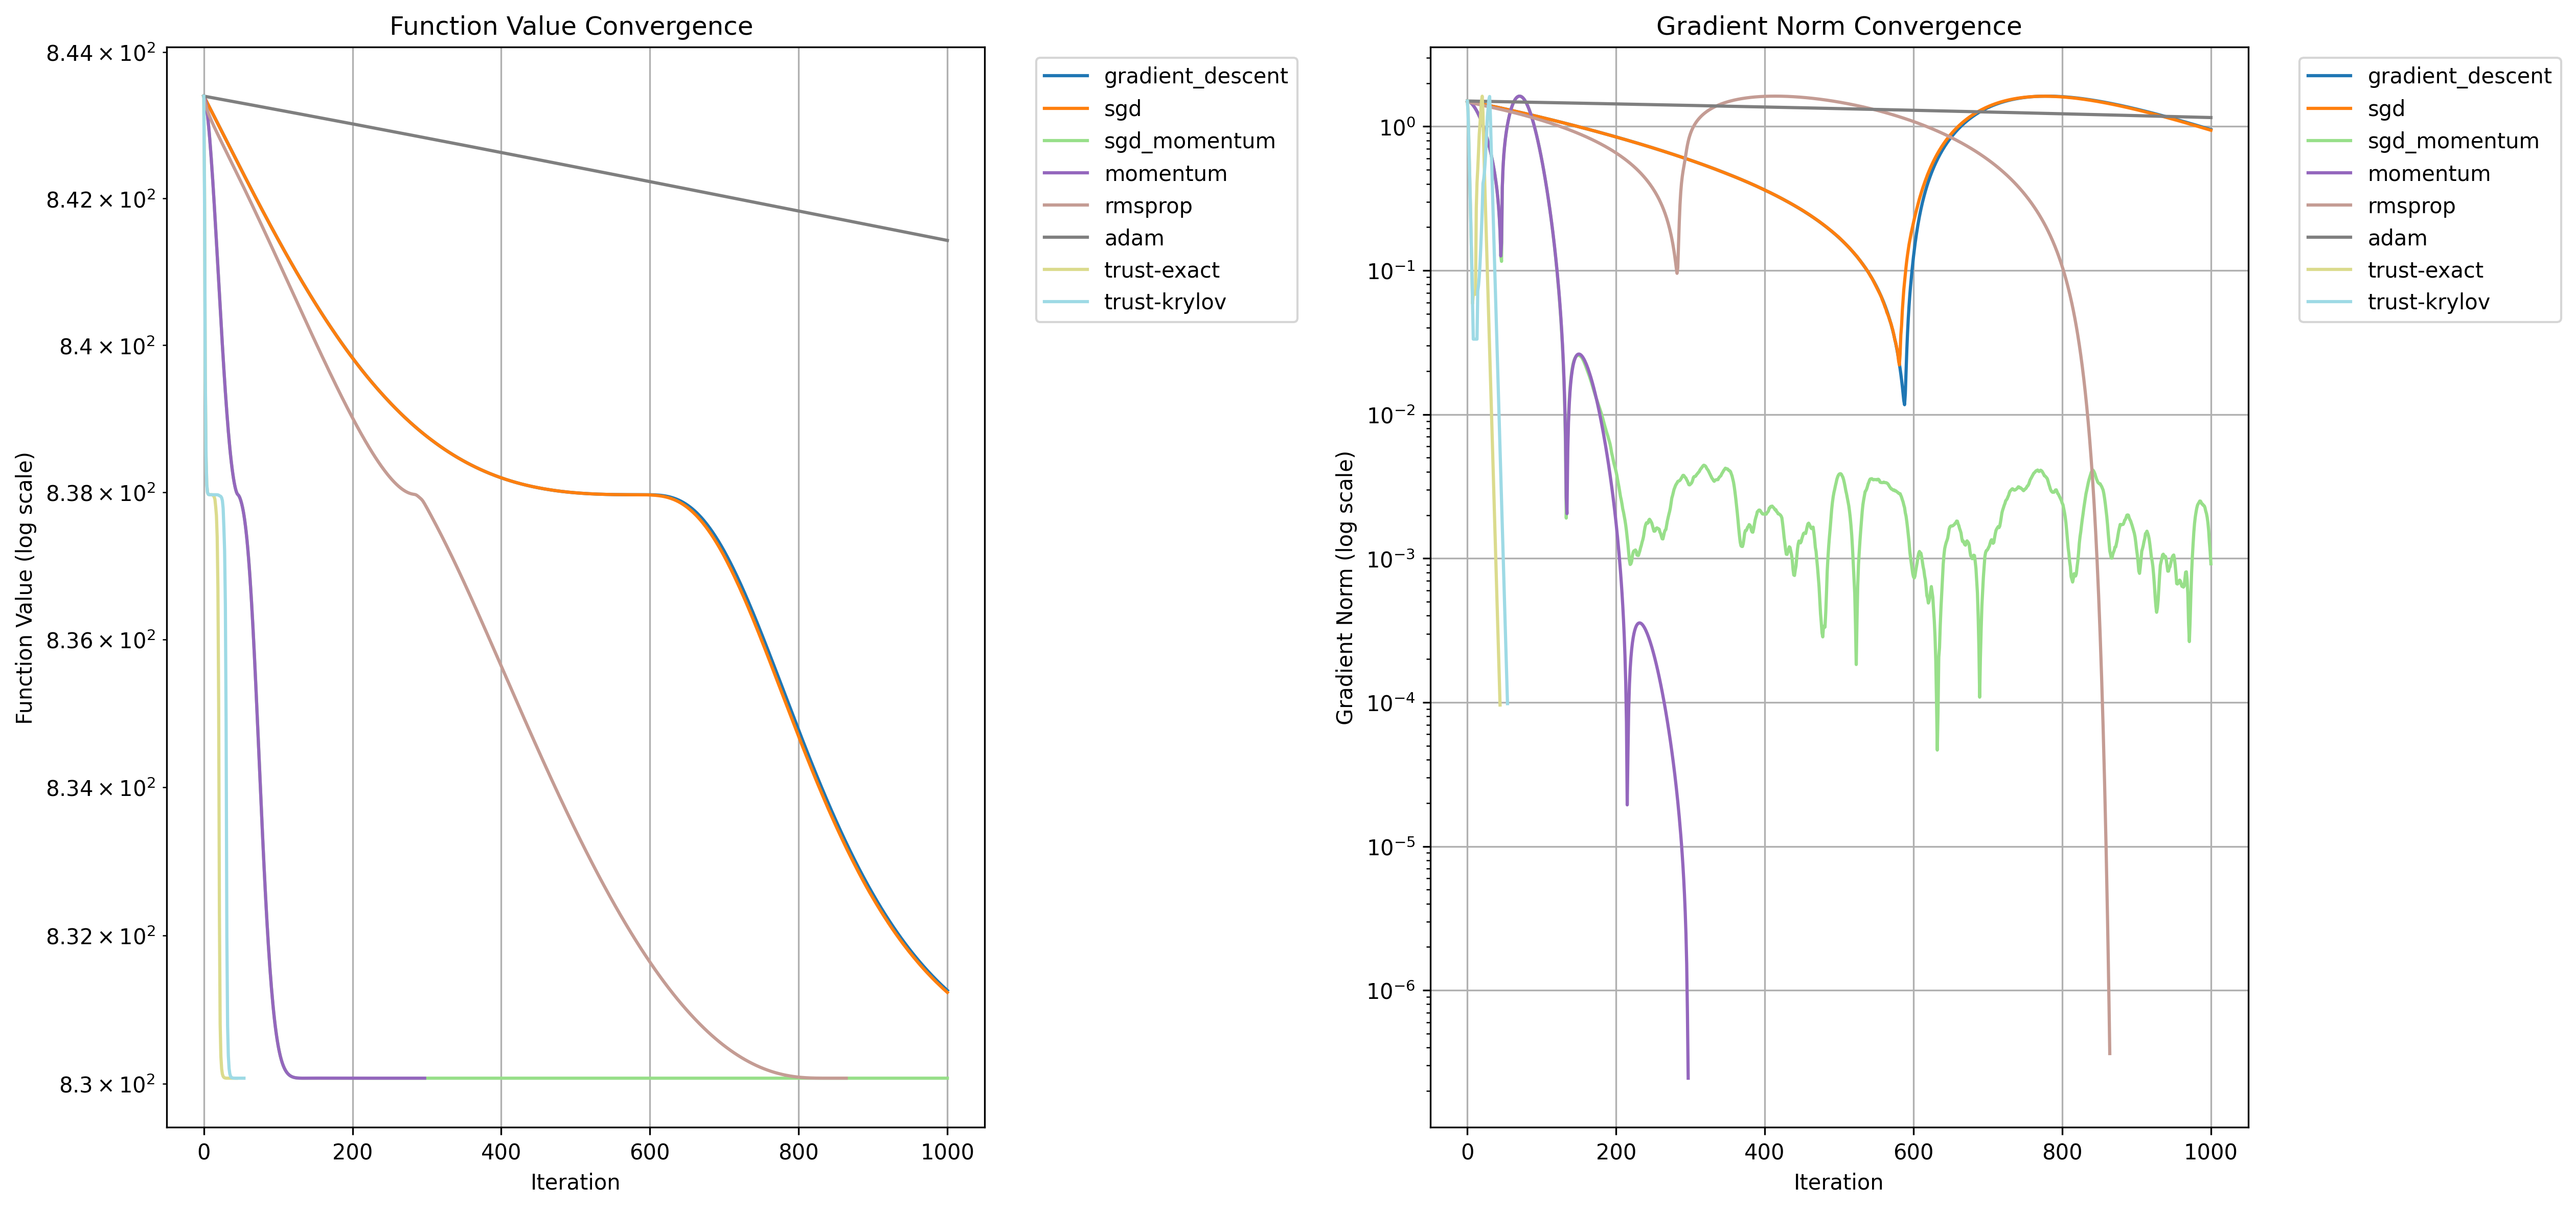 Function Value Convergence
8.44 × 10²
8.42 × 10²
8.4 × 10²
8.38 × 10²
8.36 × 10²
8.34 × 10²
8.32 × 10²
8.3 × 10²
Function Value (log scale)
0 200 400 600 800 1000
Iteration
gradient_descent
sgd
sgd_momentum
momentum
rmsprop
adam
trust-exact
trust-krylov
Gradient Norm Convergence
10⁰
10⁻¹
10⁻²
10⁻³
10⁻⁴
10⁻⁵
10⁻⁶
Gradient Norm (log scale)
0 200 400 600 800 1000
Iteration
gradient_descent
sgd
sgd_momentum
momentum
rmsprop
adam
trust-exact
trust-krylov